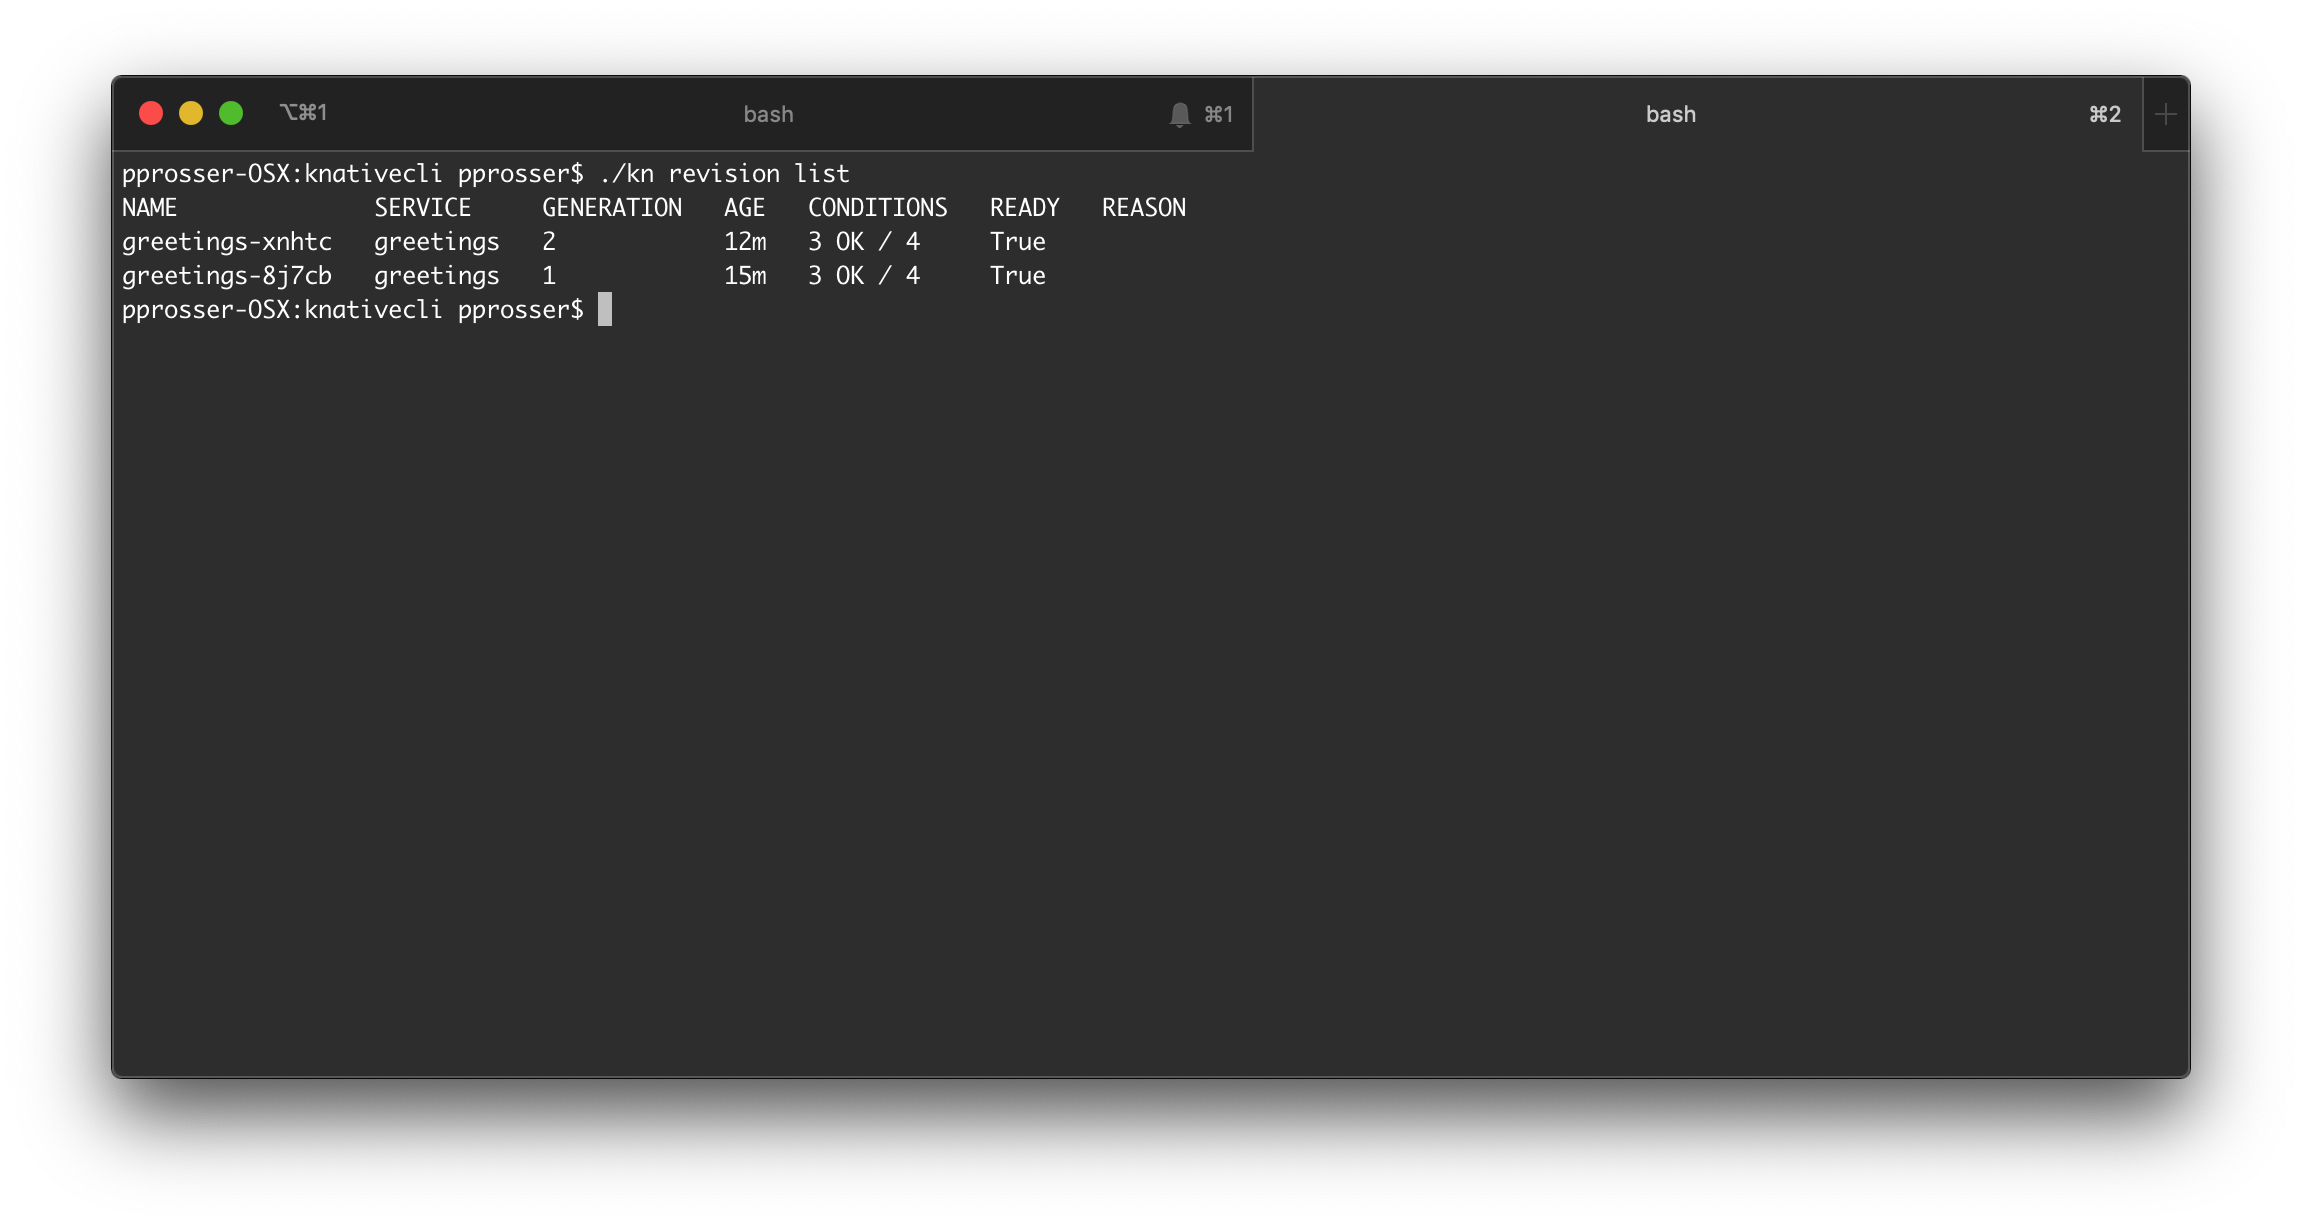 ⌥⌘1 bash ⌘1 bash ⌘2 +
pprosser-OSX:knativecli pprosser$ ./kn revision list
NAME SERVICE GENERATION AGE CONDITIONS READY REASON
greetings-xnhtc greetings 2 12m 3 OK / 4 True
greetings-8j7cb greetings 1 15m 3 OK / 4 True
pprosser-OSX:knativecli pprosser$